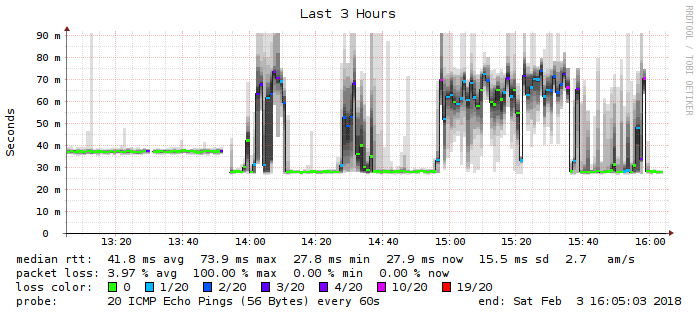 Last 3 Hours
RRDTOOL / TOBI OETIKER
Seconds
90 m
80 m
70 m
60 m
50 m
40 m
30 m
20 m
10 m
0
13:20 13:40 14:00 14:20 14:40 15:00 15:20 15:40 16:00
median rtt: 41.8 ms avg 73.9 ms max 27.8 ms min 27.9 ms now 15.5 ms sd 2.7 am/s
packet loss: 3.97 % avg 100.00 % max 0.00 % min 0.00 % now
loss color: 0 1/20 2/20 3/20 4/20 10/20 19/20
probe: 20 ICMP Echo Pings (56 Bytes) every 60s end: Sat Feb 3 16:05:03 2018